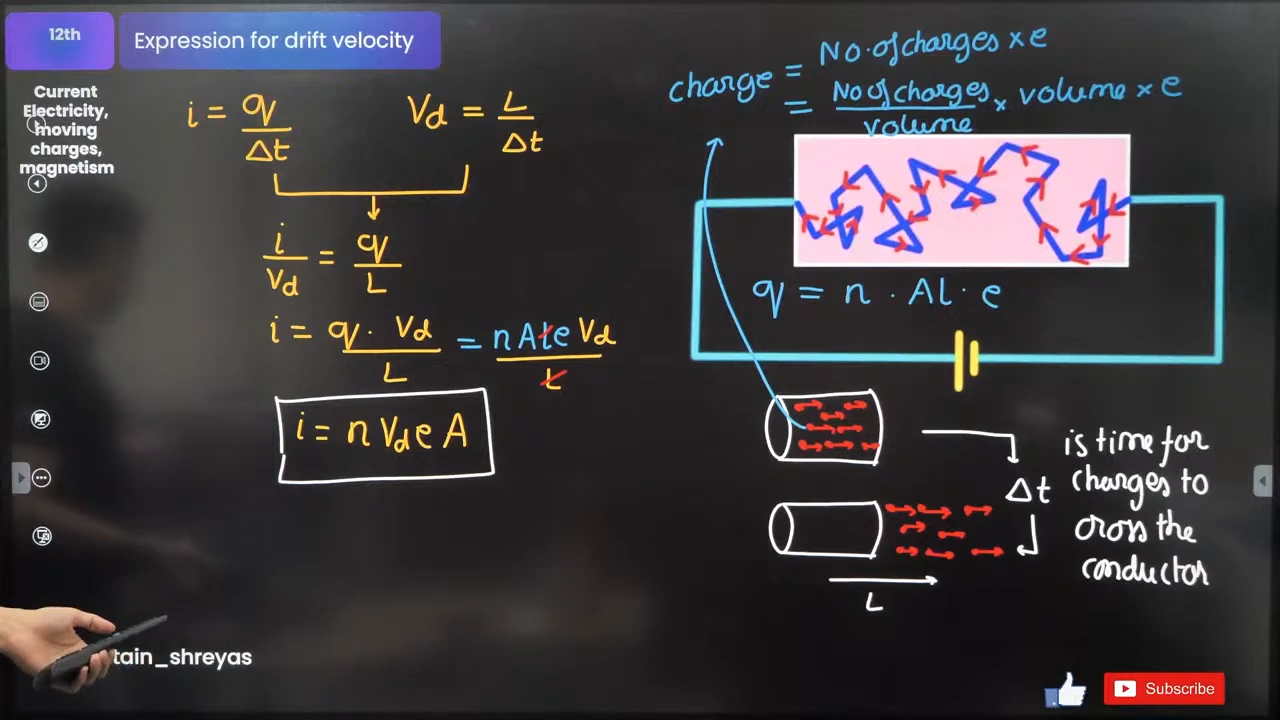 12th
Expression for drift velocity
Current
Electricity,
moving
charges,
magnetism
i = q / Δt
Vd = L / Δt
i / Vd = q / L
i = q · Vd / L = n A l e Vd / L
i = n Vd e A
charge = No. of charges × e
= No of charges / volume × volume × e
q = n · Al · e
is time for
Δt charges to
cross the
conductor
L
tain_shreyas
Subscribe